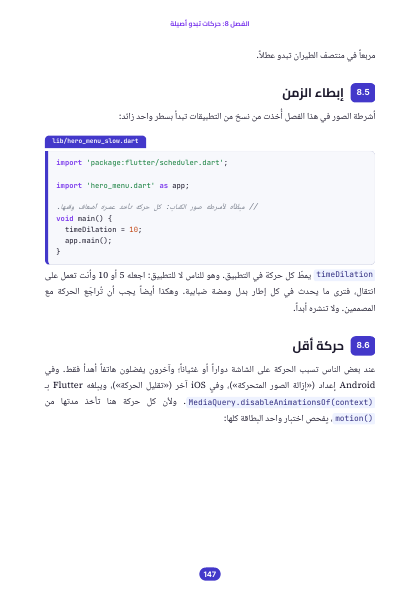 الفصل 8: حركات تبدو أصيلة
مربعاً في منتصف الطيران تبدو عطلاً.
8.5 إبطاء الزمن
أشرطة الصور في هذا الفصل أُخذت من نسخ من التطبيقات تبدأ بسطر واحد زائد:
lib/hero_menu_slow.dart
import 'package:flutter/scheduler.dart';
import 'hero_menu.dart' as app;
// مبطأة لأشرطة صور الكتاب: كل حركة تأخذ عشرة أضعاف وقتها.
void main() {
timeDilation = 10;
app.main();
}
timeDilation يمطّ كل حركة في التطبيق. وهو للناس لا للتطبيق: اجعله 5 أو 10 وأنت تعمل على
انتقال، فترى ما يحدث في كل إطار بدل ومضة ضبابية. وهكذا أيضاً يجب أن تُراجَع الحركة مع
المصممين. ولا تنشره أبداً.
8.6 حركة أقل
عند بعض الناس تسبب الحركة على الشاشة دواراً أو غثياناً؛ وآخرون يفضلون هاتفاً أهدأ فقط. وفي
Android إعداد («إزالة الصور المتحركة»)، وفي iOS آخر («تقليل الحركة»)، ويبلغه Flutter بـ
MediaQuery.disableAnimationsOf(context). ولأن كل حركة هنا تأخذ مدتها من
motion()، يفحص اختبار واحد البطاقة كلها:
147